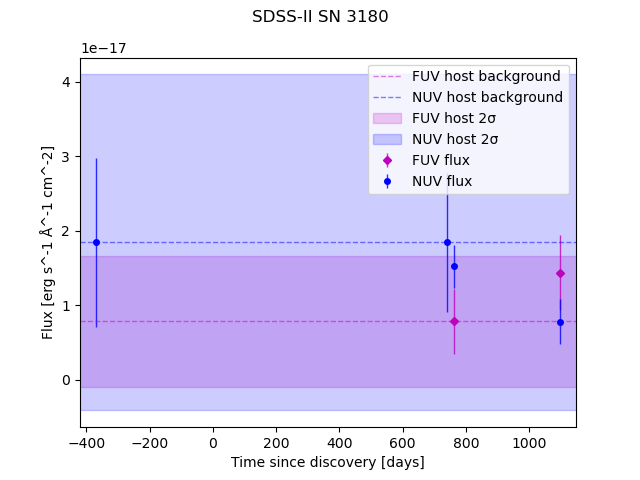 SDSS-II SN 3180
1e−17
FUV host background
NUV host background
FUV host 2σ
NUV host 2σ
FUV flux
NUV flux
4
3
2
1
0
Flux [erg s^-1 Å^-1 cm^-2]
−400 −200 0 200 400 600 800 1000
Time since discovery [days]